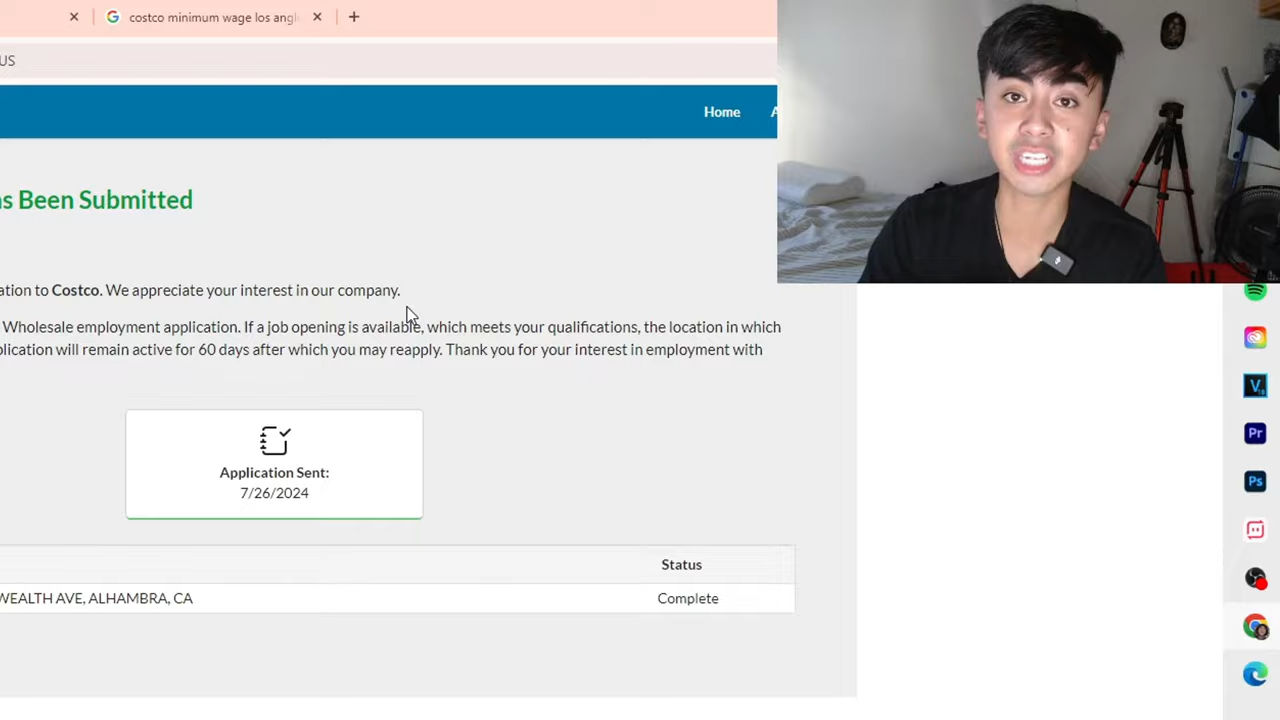 costco minimum wage los ang
US
Home
s Been Submitted
ation to Costco. We appreciate your interest in our company.
Wholesale employment application. If a job opening is available, which meets your qualifications, the location in which
plication will remain active for 60 days after which you may reapply. Thank you for your interest in employment with
Application Sent:
7/26/2024
Status
WEALTH AVE, ALHAMBRA, CA
Complete
Pr
Ps